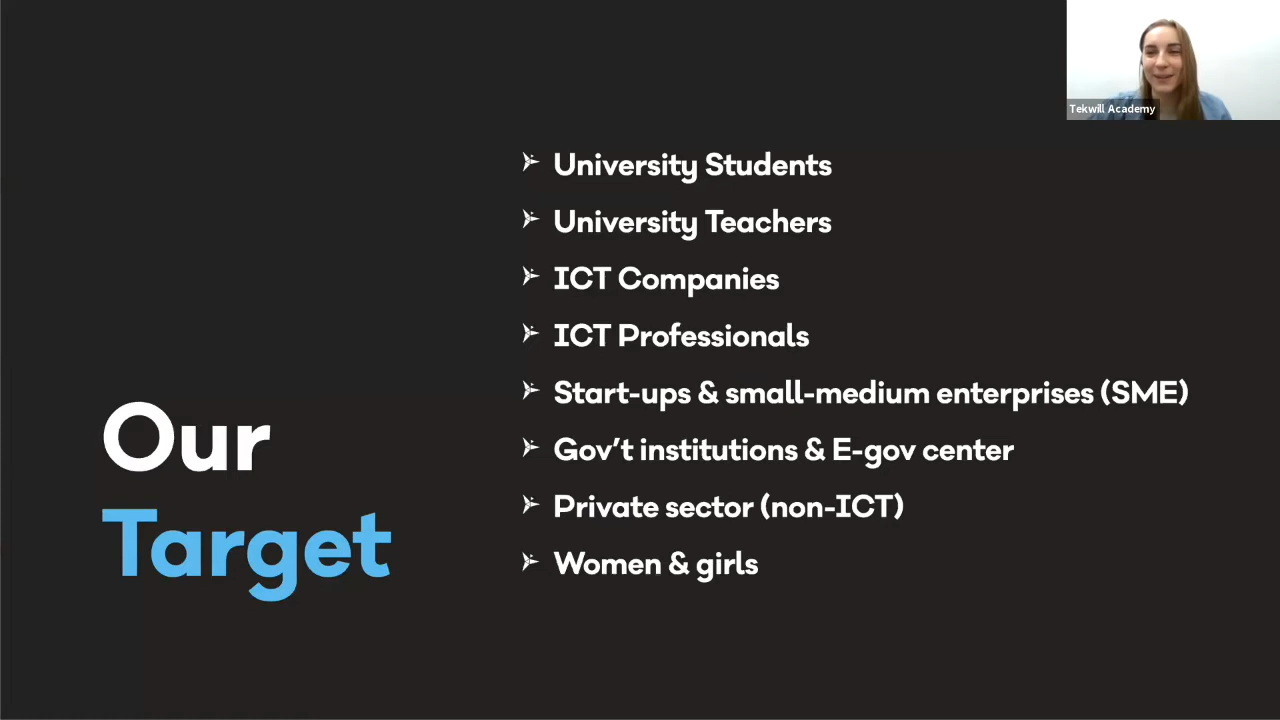 Tekwill Academy
University Students
University Teachers
ICT Companies
ICT Professionals
Start-ups & small-medium enterprises (SME)
Gov’t institutions & E-gov center
Private sector (non-ICT)
Women & girls
Our
Target